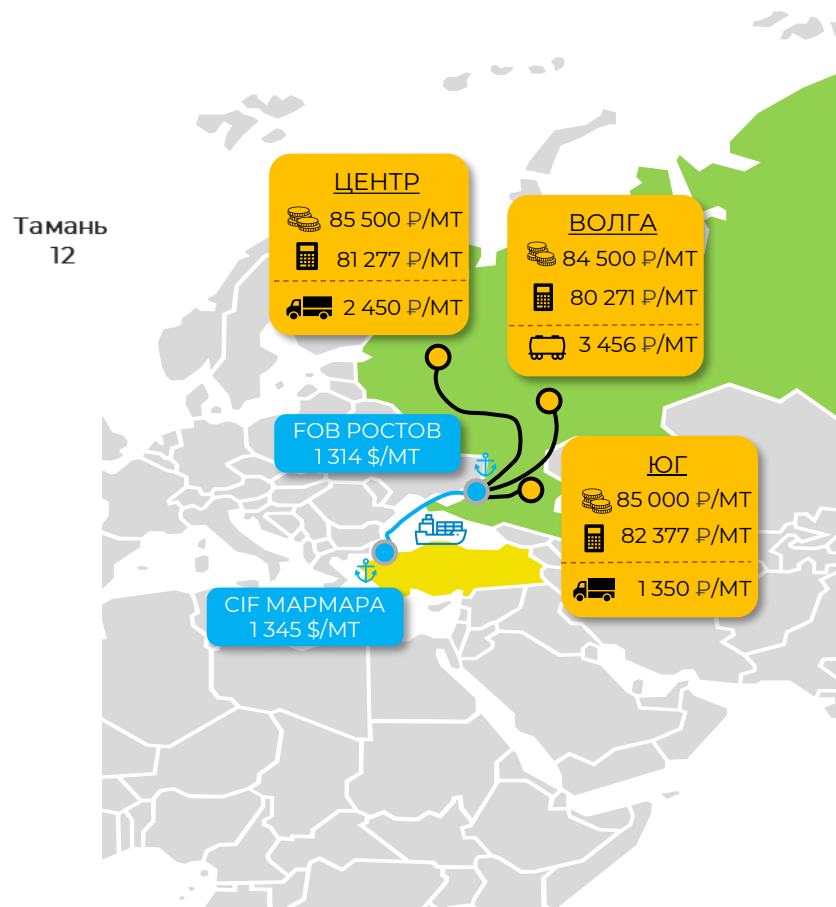 Тамань
12
ЦЕНТР
85 500 ₽/МТ
81 277 ₽/МТ
2 450 ₽/МТ
ВОЛГА
84 500 ₽/МТ
80 271 ₽/МТ
3 456 ₽/МТ
FOB РОСТОВ
1 314 $/МТ
ЮГ
85 000 ₽/МТ
82 377 ₽/МТ
1 350 ₽/МТ
CIF МАРМАРА
1 345 $/МТ